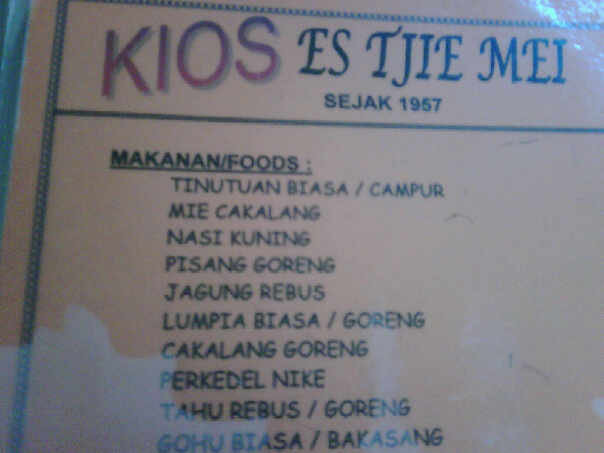 KIOS ES TJIE MEI
SEJAK 1957
MAKANAN/FOODS :
TINUTUAN BIASA / CAMPUR
MIE CAKALANG
NASI KUNING
PISANG GORENG
JAGUNG REBUS
LUMPIA BIASA / GORENG
CAKALANG GORENG
PERKEDEL NIKE
TAHU REBUS / GORENG
GOHU BIASA / BAKASANG